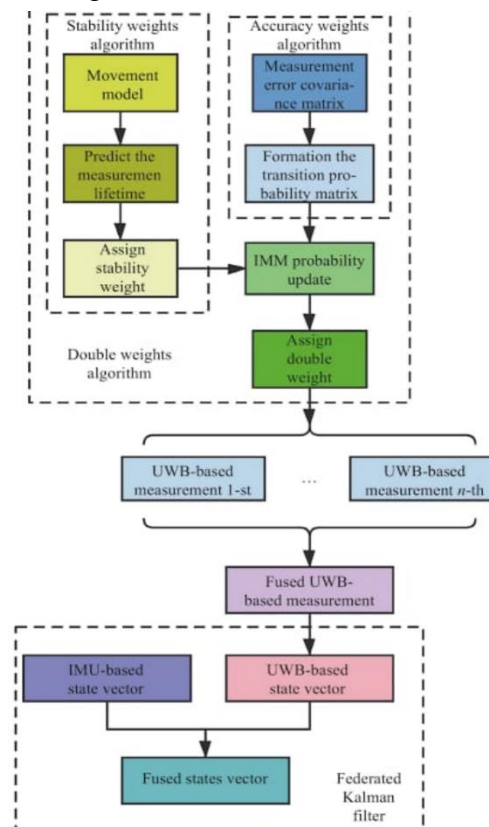 Stability weights
algorithm
Accuracy weights
algorithm
Movement
model
Measurement
error covaria-
nce matrix
Predict the
measuremen
lifetime
Formation the
transition pro-
bability matrix
Assign
stability
weight
IMM probability
update
Double weights
algorithm
Assign
double
weight
UWB-based
measurement 1-st
...
UWB-based
measurement n-th
Fused UWB-
based measurement
IMU-based
state vector
UWB-based
state vector
Fused states vector
Federated
Kalman
filter